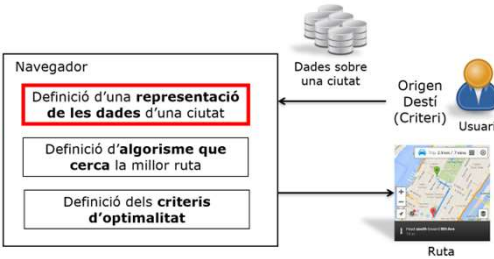 Navegador
Definició d'una representació
de les dades d'una ciutat
Definició d'algorisme que
cerca la millor ruta
Definició dels criteris
d'optimalitat
Dades sobre
una ciutat
Origen
Destí
(Criteri)
Usuari
Ruta